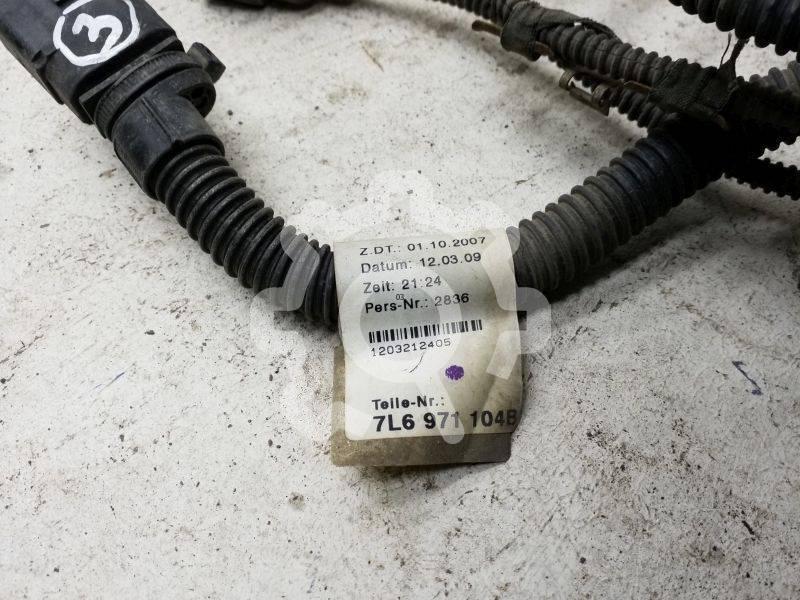 3
Z.DT.: 01.10.2007
Datum: 12.03.09
Zeit: 21:24
03
Pers-Nr.: 2836
1203212405
Teile-Nr.:
7L6 971 104B